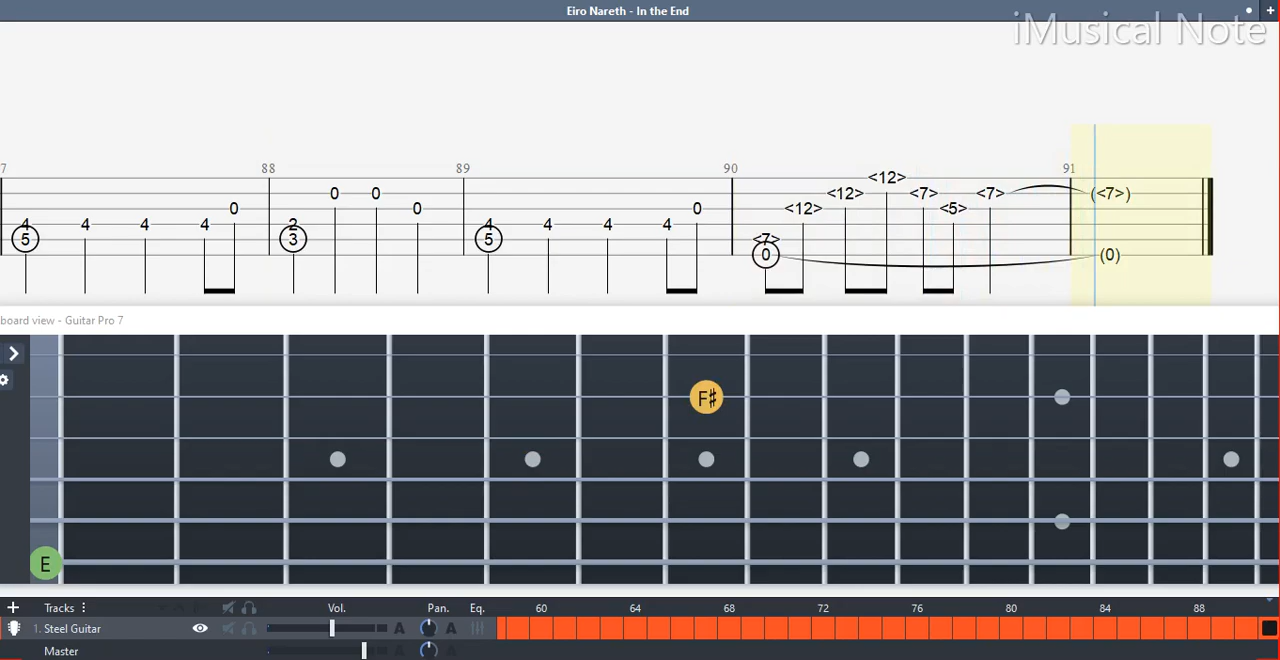 Eiro Nareth - In the End
iMusical Note
7 88 89 90 91
<12>
0 0 <12> <7> <7> (<7>)
0 0 0 <12> <5>
4 4 4 4 2 4 4 4 4
5 3 5 <7>
0 (0)
board view - Guitar Pro 7
F♯
E
Tracks Vol. Pan. Eq. 60 64 68 72 76 80 84 88
1. Steel Guitar A A
Master A A